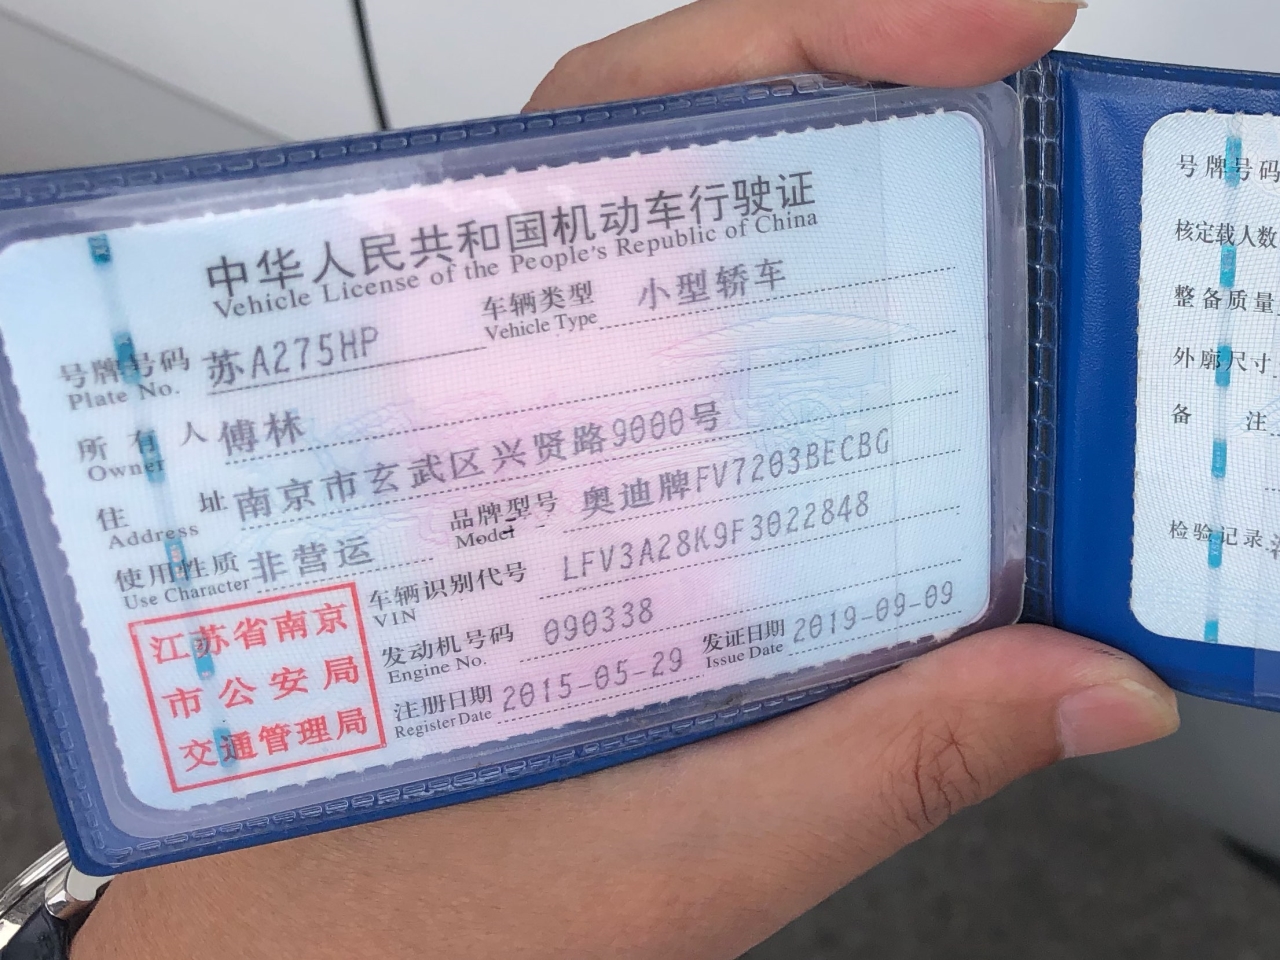 中华人民共和国机动车行驶证
Vehicle License of the People's Republic of China
号牌号码 苏A275HP 车辆类型 小型轿车
Plate No. Vehicle Type
所有人 傅林
Owner
住址 南京市玄武区兴贤路9000号
Address
使用性质 非营运 品牌型号 奥迪牌FV7203BECBG
Use Character Model
车辆识别代号 LFV3A28K9F3022848
VIN
发动机号码 090338
Engine No.
注册日期 2015-05-29 发证日期 2019-09-09
Register Date Issue Date
江苏省南京
市公安局
交通管理局
号牌号码
核定载人数
整备质量
外廓尺寸
备注
检验记录